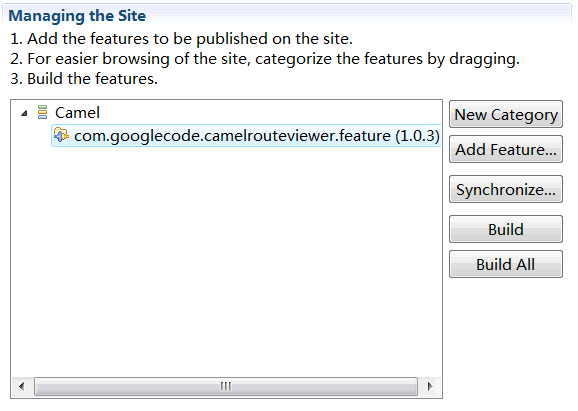 Managing the Site
1. Add the features to be published on the site.
2. For easier browsing of the site, categorize the features by dragging.
3. Build the features.
Camel
com.googlecode.camelrouteviewer.feature (1.0.3)
New Category
Add Feature...
Synchronize...
Build
Build All